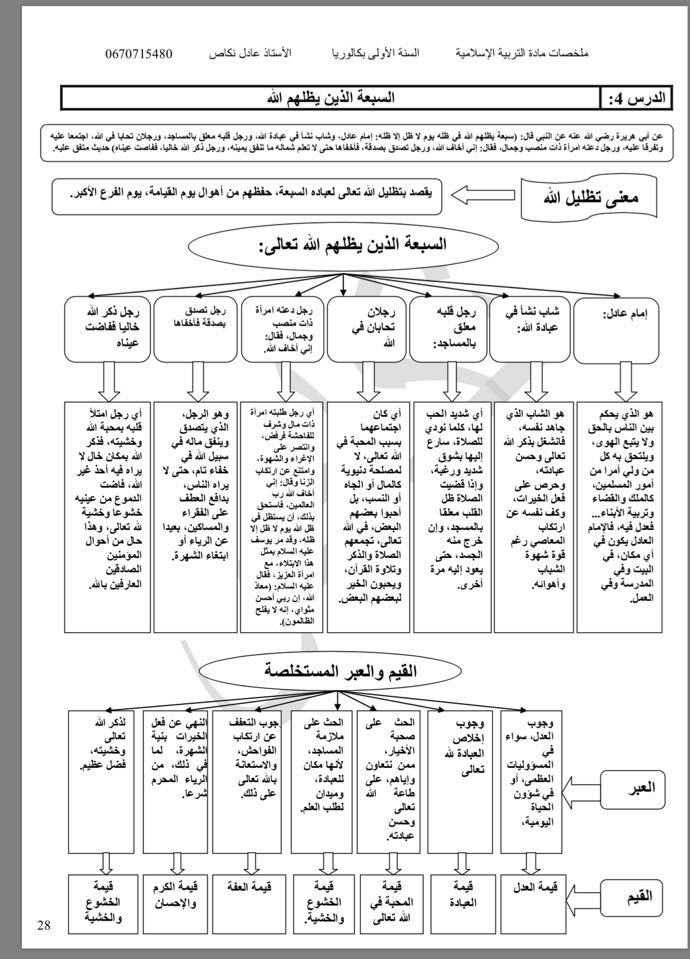 ملخصات مادة التربية الإسلامية السنة الأولى بكالوريا الأستاذ عادل نكاص 0670715480
الدرس 4:
السبعة الذين يظلهم الله
عن أبي هريرة رضي الله عنه عن النبي قال: (سبعة يظلهم الله في ظله يوم لا ظل إلا ظله: إمام عادل، وشاب نشأ في عبادة الله، ورجل قلبه معلق بالمساجد، ورجلان تحابا في الله، اجتمعا عليه
وتفرقا عليه، ورجل دعته امرأة ذات منصب وجمال، فقال: إني أخاف الله، ورجل تصدق بصدقة، فأخفاها حتى لا تعلم شماله ما تنفق يمينه، ورجل ذكر الله خاليا، ففاضت عيناه) حديث متفق عليه.
معنى تظليل الله
يقصد بتظليل الله تعالى لعباده السبعة، حفظهم من أهوال يوم القيامة، يوم الفزع الأكبر.
السبعة الذين يظلهم الله تعالى:
إمام عادل:
شاب نشأ في
عبادة الله:
رجل قلبه
معلق
بالمساجد:
رجلان
تحابان في
الله
رجل دعته امرأة
ذات منصب
وجمال، فقال:
إني أخاف الله.
رجل تصدق
بصدقة فأخفاها
رجل ذكر الله
خاليا ففاضت
عيناه
هو الذي يحكم
بين الناس بالحق
ولا يتبع الهوى،
ويلتحق به كل
من ولي أمرا من
أمور المسلمين،
كالملك والقضاء
وتربية الأبناء...
فعدل فيه، فالإمام
العادل يكون في
أي مكان، في
البيت وفي
المدرسة وفي
العمل.
هو الشاب الذي
جاهد نفسه،
فانشغل بذكر الله
تعالى وحسن
عبادته،
وحرص على
فعل الخيرات،
وكف نفسه عن
ارتكاب
المعاصي رغم
قوة شهوة
الشباب
وأهوائه.
أي شديد الحب
لها، كلما نودي
للصلاة، سارع
إليها بشوق
شديد ورغبة،
وإذا قضيت
الصلاة ظل
القلب معلقا
بالمسجد، وإن
خرج منه
الجسد، حتى
يعود إليه مرة
أخرى.
أي كان
اجتماعهما
بسبب المحبة في
الله تعالى، لا
لمصلحة دنيوية
كالمال أو الجاه
أو النسب، بل
أحبوا بعضهم
البعض، في الله
تعالى، تجمعهم
الصلاة والذكر
وتلاوة القرآن،
ويحبون الخير
لبعضهم البعض.
أي رجل طلبته امرأة
ذات مال وشرف
للفاحشة فرفض،
وانتصر على
الإغراء والشهوة،
وامتنع عن ارتكاب
الزنا وقال: إني
أخاف الله رب
العالمين، فاستحق
بذلك، أن يستظل في
ظل الله يوم لا ظل إلا
ظله، وقد مر يوسف
عليه السلام بمثل
هذا الابتلاء، مع
امرأة العزيز، فقال
عليه السلام: (معاذ
الله، إن ربي أحسن
مثواي، إنه لا يفلح
الظالمون).
وهو الرجل،
الذي يتصدق
وينفق ماله في
سبيل الله في
خفاء تام، حتى لا
يراه الناس،
بدافع العطف
على الفقراء
والمساكين، بعيدا
عن الرياء أو
ابتغاء الشهرة.
أي رجل امتلأ
قلبه بمحبة الله
وخشيته، فذكر
الله بمكان خال لا
يراه فيه أحد غير
الله، فاضت
الدموع من عينيه
خشوعا وخشية
لله تعالى، وهذا
حال من أحوال
المؤمنين
الصادقين
العارفين بالله.
القيم والعبر المستخلصة
العبر
وجوب
العدل، سواء
في
المسؤوليات
العظمى، أو
في شؤون
الحياة
اليومية،
وجوب
إخلاص
العبادة لله
تعالى
الحث على
صحبة
الأخيار،
ممن نتعاون
وإياهم، على
طاعة الله
تعالى
وحسن
عبادته.
الحث على
ملازمة
المساجد،
لأنها مكان
للعبادة،
وميدان
لطلب العلم.
جوب التعفف
عن ارتكاب
الفواحش،
والاستعانة
بالله تعالى
على ذلك.
النهي عن فعل
الخيرات بنية
الشهرة، لما
في ذلك، من
الرياء المحرم
شرعا.
لذكر الله
تعالى
وخشيته،
فضل عظيم.
القيم
قيمة العدل
قيمة
العبادة
قيمة
المحبة في
الله تعالى
قيمة
الخشوع
والخشية.
قيمة العفة
قيمة الكرم
والإحسان
قيمة
الخشوع
والخشية
28